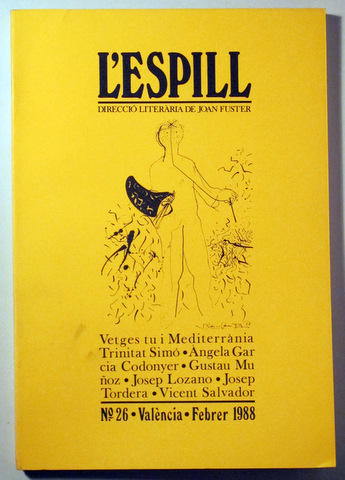 L'ESPILL
DIRECCIÓ LITERÀRIA DE JOAN FUSTER
Vetges tu i Mediterrània
Trinitat Simó • Àngela Gar
cia Codonyer • Gustau Mu
ñoz • Josep Lozano • Josep
Tordera • Vicent Salvador
Nº 26 • València • Febrer 1988